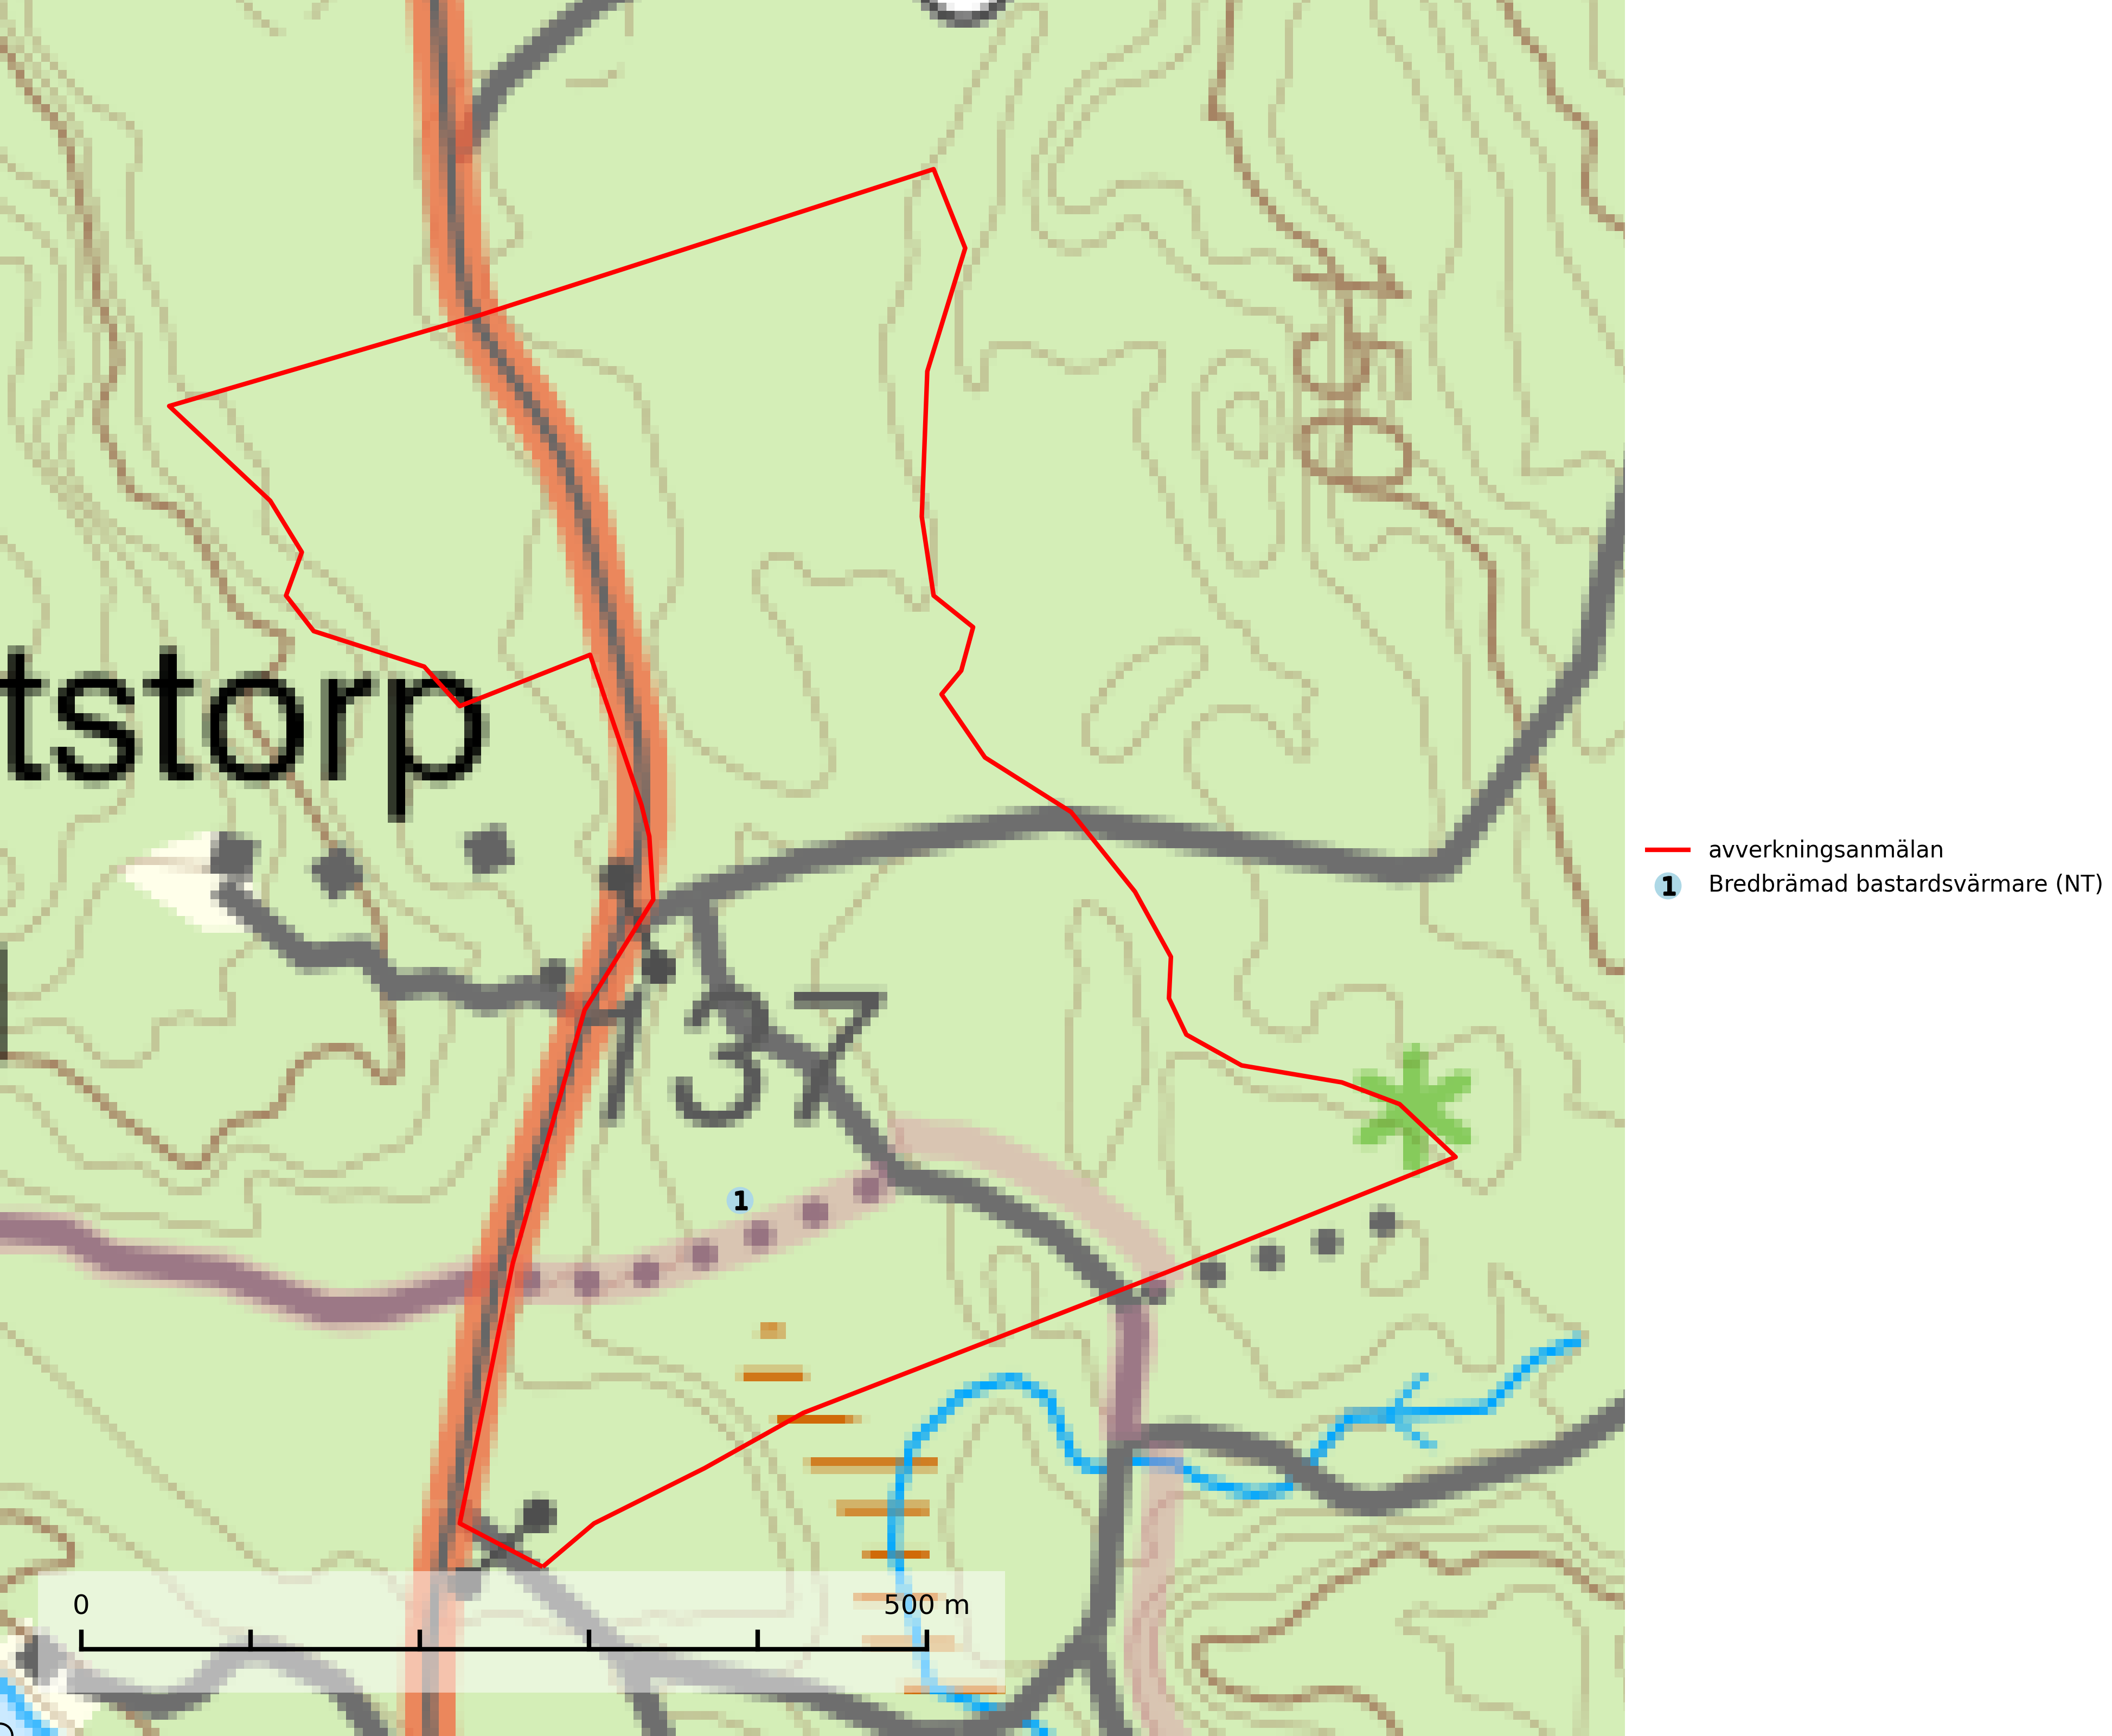 tstorp
137
0 500 m
avverkningsanmälan
1 Bredbrämad bastardsvärmare (NT)
1